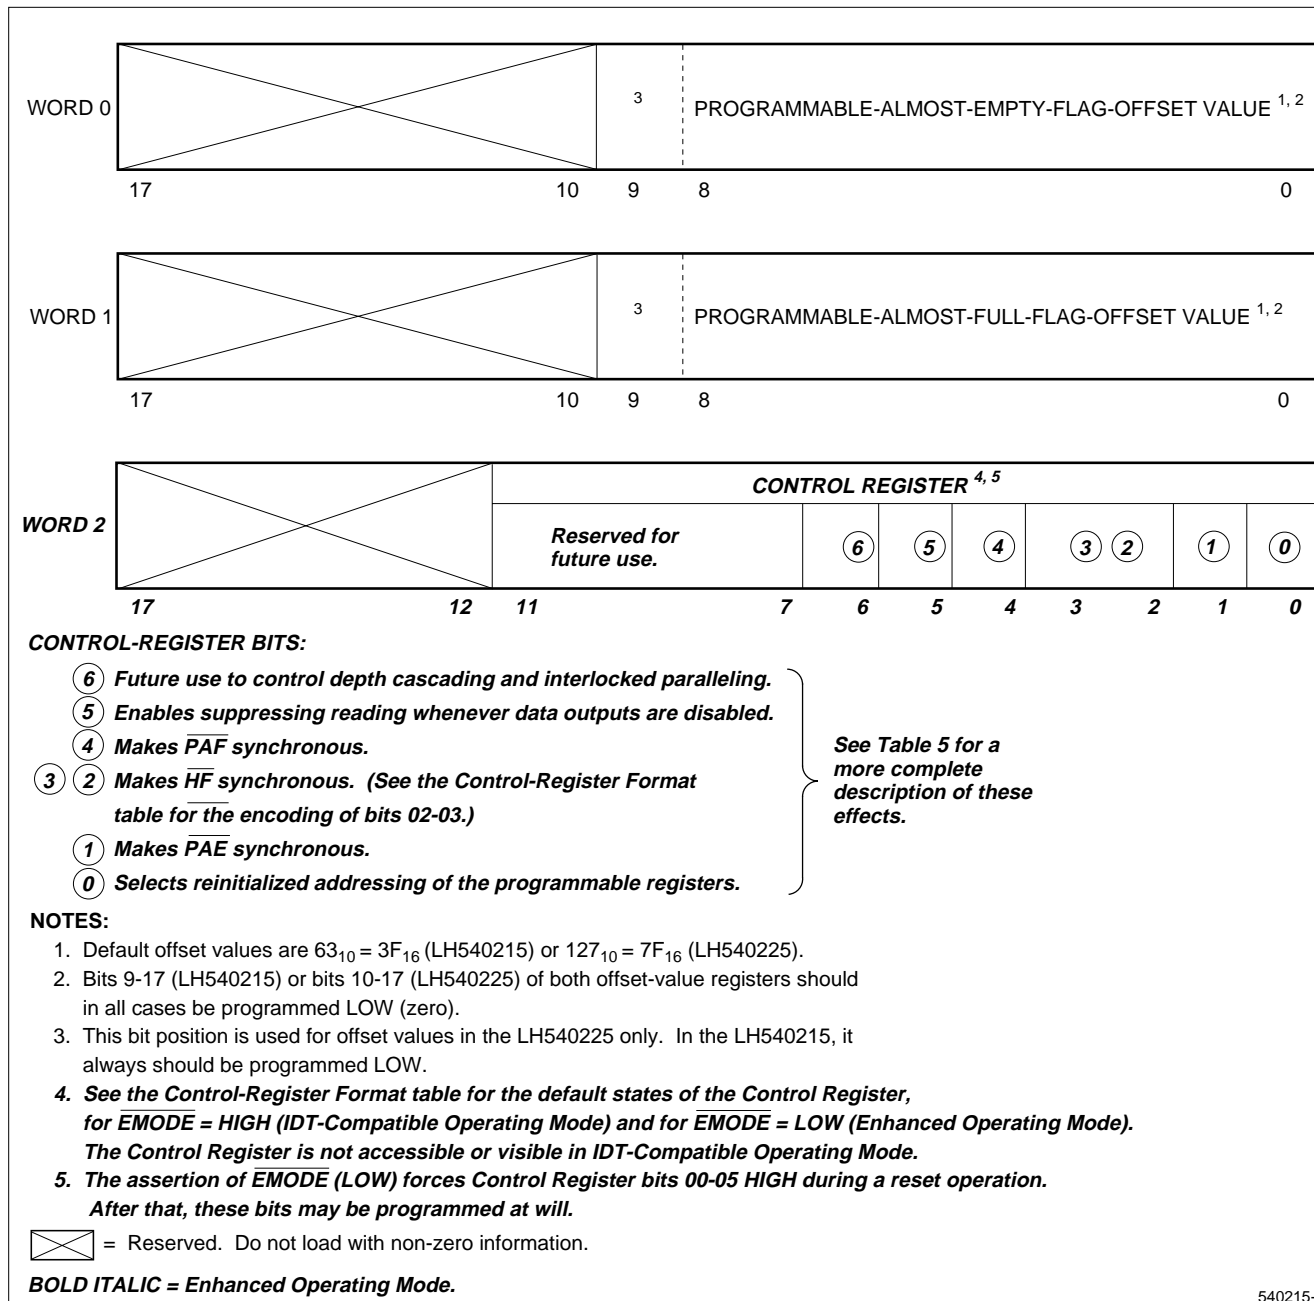 WORD 0
3
PROGRAMMABLE-ALMOST-EMPTY-FLAG-OFFSET VALUE 1, 2
17 10 9 8 0
WORD 1
3
PROGRAMMABLE-ALMOST-FULL-FLAG-OFFSET VALUE 1, 2
17 10 9 8 0
WORD 2
CONTROL REGISTER 4, 5
Reserved for
future use.
6 5 4 3 2 1 0
17 12 11 7 6 5 4 3 2 1 0
CONTROL-REGISTER BITS:
6 Future use to control depth cascading and interlocked paralleling.
5 Enables suppressing reading whenever data outputs are disabled.
4 Makes PAF synchronous.
3 2 Makes HF synchronous. (See the Control-Register Format
table for the encoding of bits 02-03.)
1 Makes PAE synchronous.
0 Selects reinitialized addressing of the programmable registers.
See Table 5 for a
more complete
description of these
effects.
NOTES:
1. Default offset values are 63₁₀ = 3F₁₆ (LH540215) or 127₁₀ = 7F₁₆ (LH540225).
2. Bits 9-17 (LH540215) or bits 10-17 (LH540225) of both offset-value registers should
in all cases be programmed LOW (zero).
3. This bit position is used for offset values in the LH540225 only. In the LH540215, it
always should be programmed LOW.
4. See the Control-Register Format table for the default states of the Control Register,
for EMODE = HIGH (IDT-Compatible Operating Mode) and for EMODE = LOW (Enhanced Operating Mode).
The Control Register is not accessible or visible in IDT-Compatible Operating Mode.
5. The assertion of EMODE (LOW) forces Control Register bits 00-05 HIGH during a reset operation.
After that, these bits may be programmed at will.
= Reserved. Do not load with non-zero information.
BOLD ITALIC = Enhanced Operating Mode.
540215-